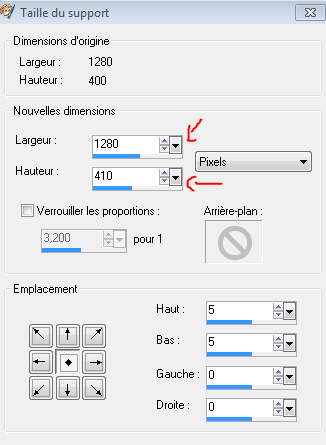 Taille du support
Dimensions d'origine
Largeur : 1280
Hauteur : 400
Nouvelles dimensions
Largeur : 1280
Pixels
Hauteur : 410
Verrouiller les proportions :
Arrière-plan :
3,200 pour 1
Emplacement
Haut : 5
Bas : 5
Gauche : 0
Droite : 0